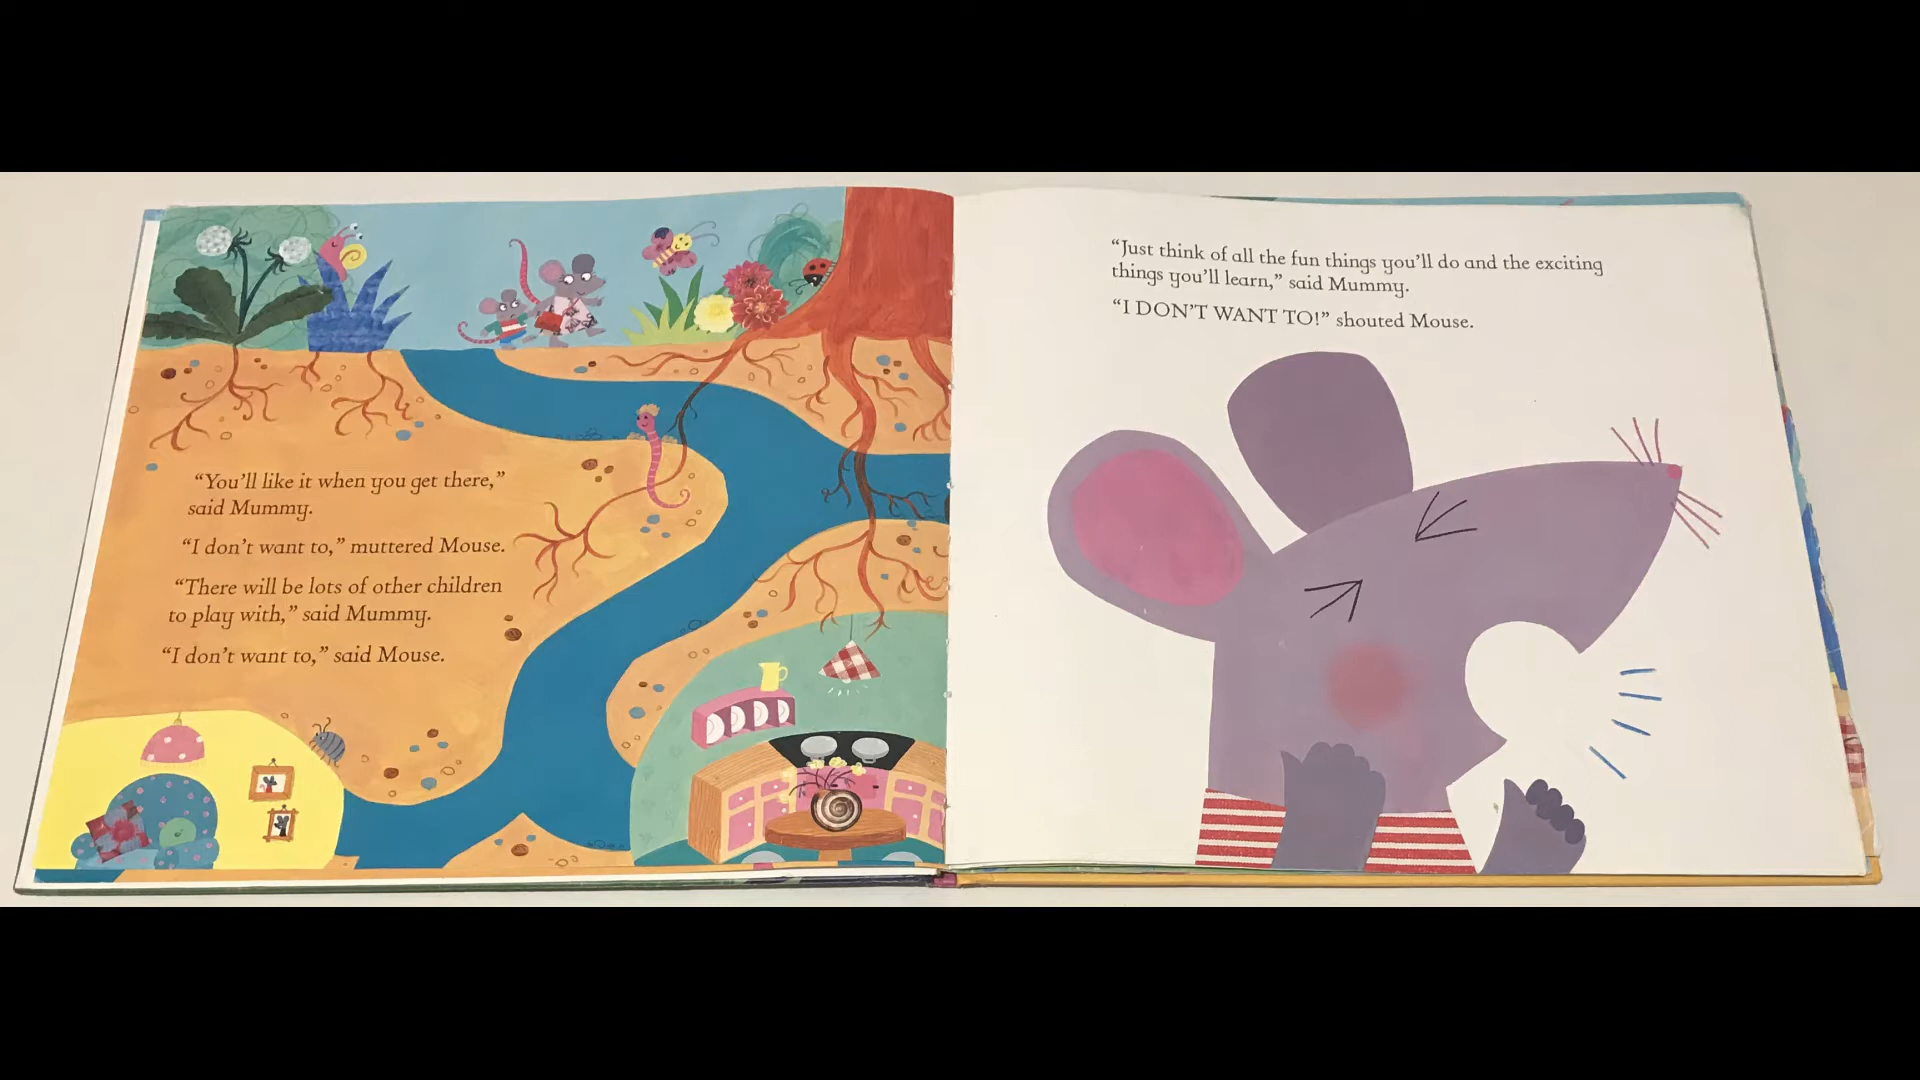 “You’ll like it when you get there,”
said Mummy.
“I don’t want to,” muttered Mouse.
“There will be lots of other children
to play with,” said Mummy.
“I don’t want to,” said Mouse.
“Just think of all the fun things you’ll do and the exciting
things you’ll learn,” said Mummy.
“I DON’T WANT TO!” shouted Mouse.